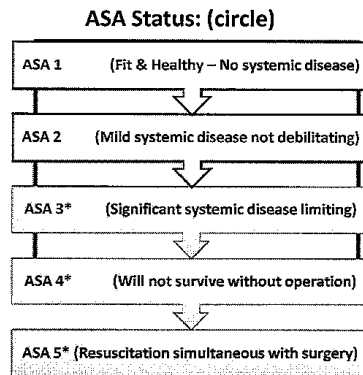 ASA Status: (circle)
ASA 1 (Fit & Healthy – No systemic disease)
ASA 2 (Mild systemic disease not debilitating)
ASA 3* (Significant systemic disease limiting)
ASA 4* (Will not survive without operation)
ASA 5* (Resuscitation simultaneous with surgery)